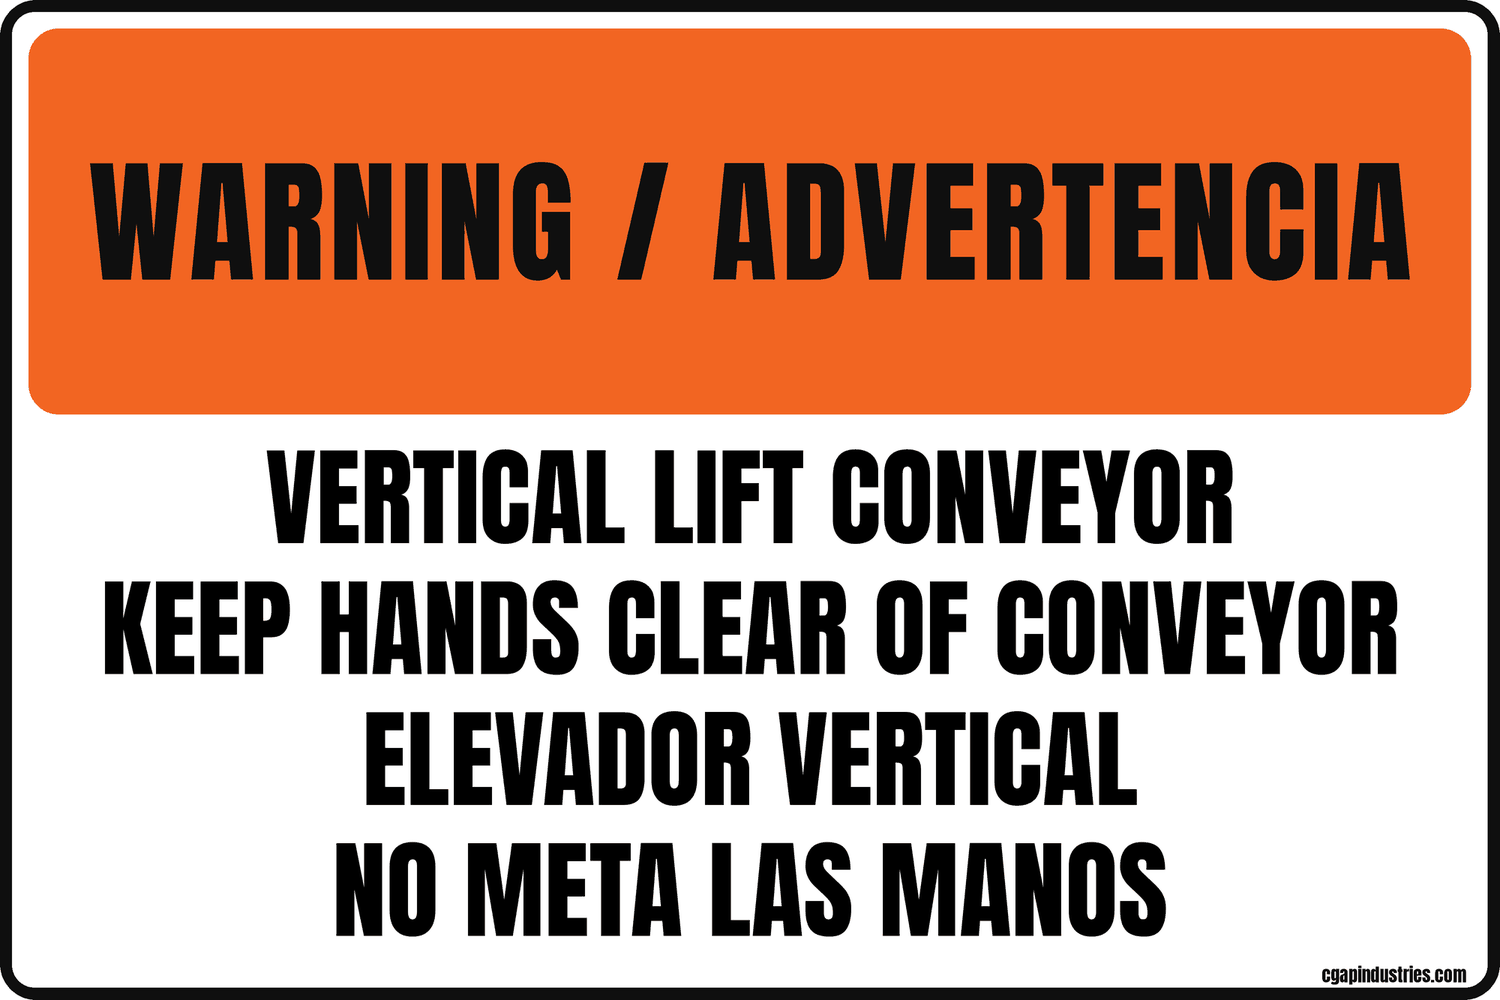 WARNING / ADVERTENCIA
VERTICAL LIFT CONVEYOR
KEEP HANDS CLEAR OF CONVEYOR
ELEVADOR VERTICAL
NO META LAS MANOS
cgapindustries.com